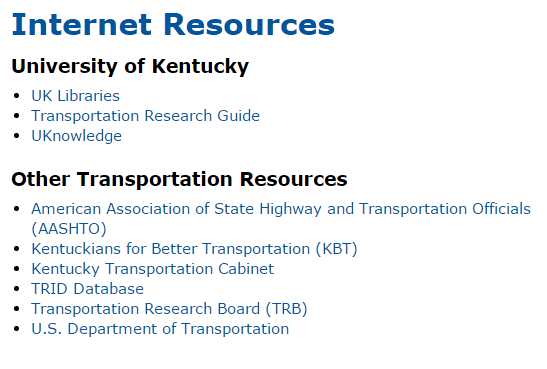 Internet Resources
University of Kentucky
UK Libraries
Transportation Research Guide
UKnowledge
Other Transportation Resources
American Association of State Highway and Transportation Officials
(AASHTO)
Kentuckians for Better Transportation (KBT)
Kentucky Transportation Cabinet
TRID Database
Transportation Research Board (TRB)
U.S. Department of Transportation